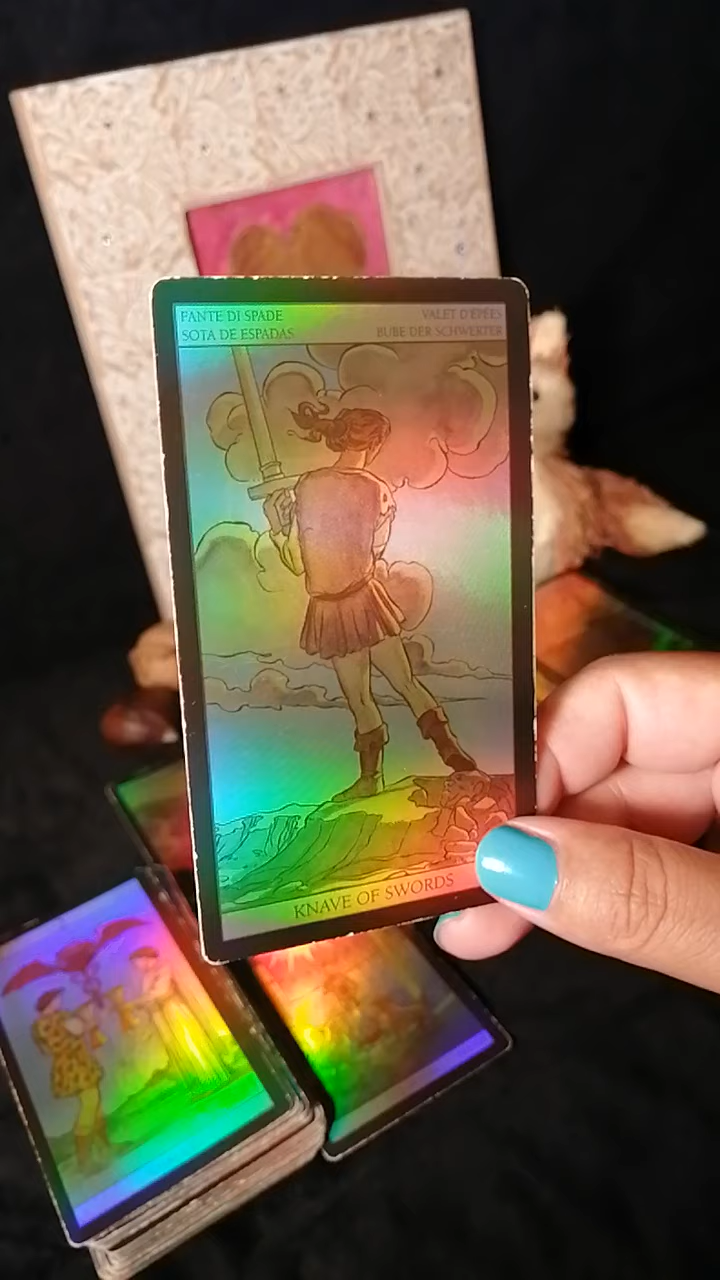 FANTE DI SPADE
SOTA DE ESPADAS
VALET D'ÉPÉES
BUBE DER SCHWERTER
KNAVE OF SWORDS